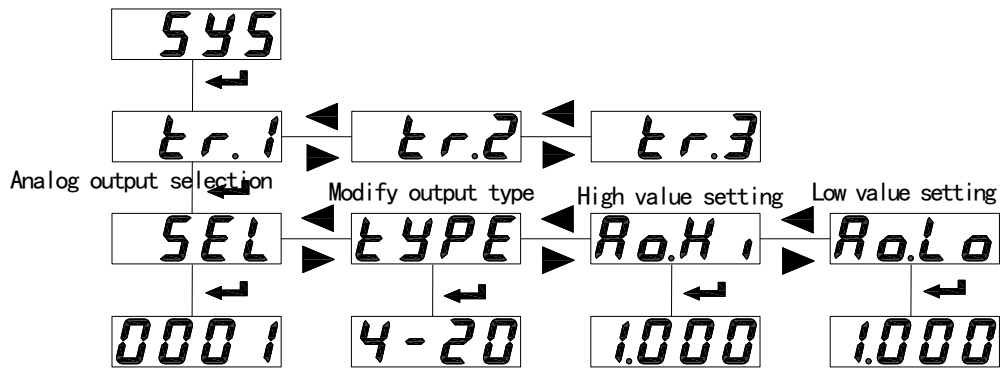 SYS
tr.1 tr.2 tr.3
Analog output selection Modify output type High value setting Low value setting
SEL tYPE Ao.Hi Ao.Lo
0001 4-20 1.000 1.000